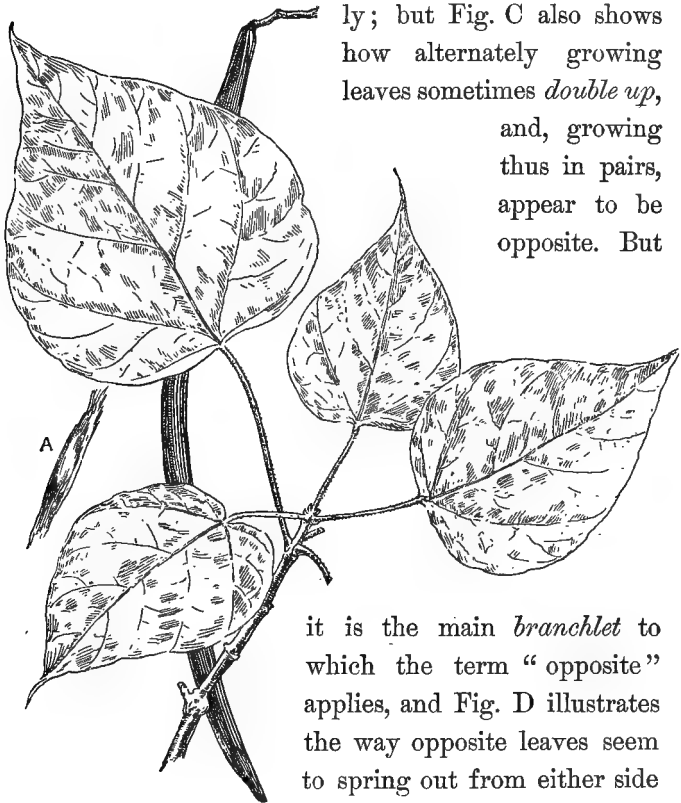 ly; but Fig. C also shows
how alternately growing
leaves sometimes double up,
and, growing
thus in pairs,
appear to be
opposite. But
A
it is the main branchlet to
which the term “ opposite ”
applies, and Fig. D illustrates
the way opposite leaves seem
to spring out from either side